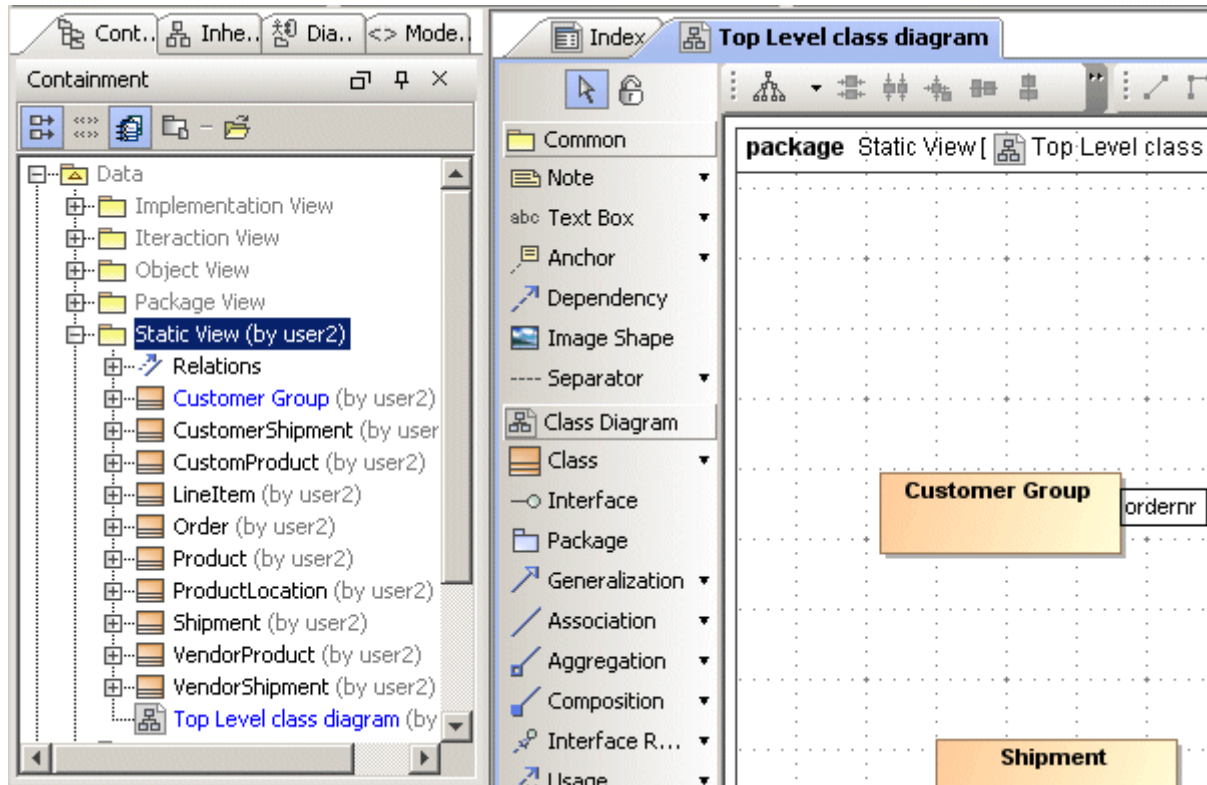 Cont..
Inhe..
Dia..
<> Mode..
Containment
Data
Implementation View
Iteraction View
Object View
Package View
Static View (by user2)
Relations
Customer Group (by user2)
CustomerShipment (by user
CustomProduct (by user2)
LineItem (by user2)
Order (by user2)
Product (by user2)
ProductLocation (by user2)
Shipment (by user2)
VendorProduct (by user2)
VendorShipment (by user2)
Top Level class diagram (by
Index
Top Level class diagram
Common
Note
abc Text Box
Anchor
Dependency
Image Shape
Separator
Class Diagram
Class
Interface
Package
Generalization
Association
Aggregation
Composition
Interface R...
Usage
package Static View [ Top Level class
Customer Group
ordernr
Shipment